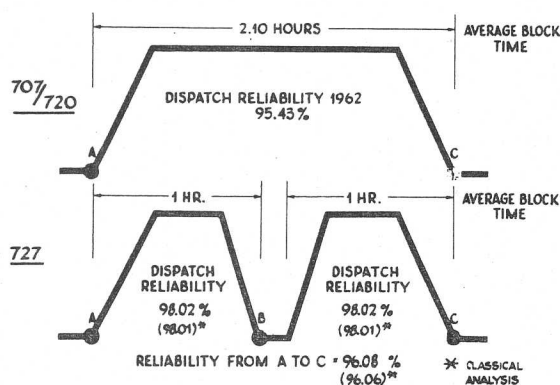 2.10 HOURS
AVERAGE BLOCK
TIME
707/720
DISPATCH RELIABILITY 1962
95.43%
A
C
1 HR.
1 HR.
AVERAGE BLOCK
TIME
727
DISPATCH
RELIABILITY
98.02 %
(98.01)*
DISPATCH
RELIABILITY
98.02 %
(98.01)*
A
B
C
RELIABILITY FROM A TO C = 96.08 %
(96.06)*
* CLASSICAL
ANALYSIS